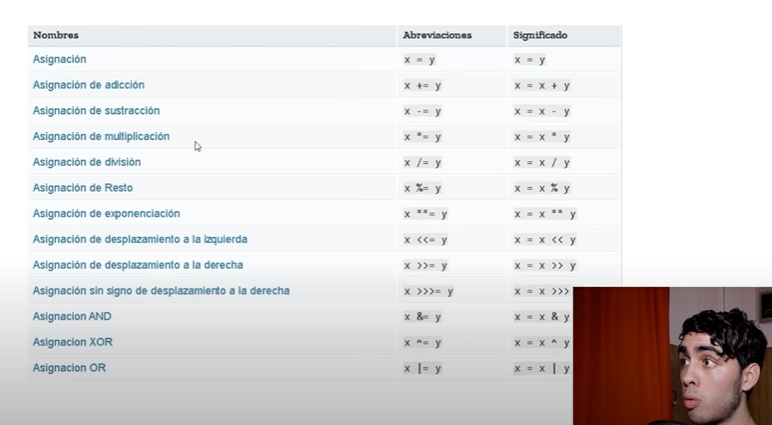 Nombres Abreviaciones Significado
Asignación x = y x = y
Asignación de adicción x += y x = x + y
Asignación de sustracción x -= y x = x - y
Asignación de multiplicación x *= y x = x * y
Asignación de división x /= y x = x / y
Asignación de Resto x %= y x = x % y
Asignación de exponenciación x **= y x = x ** y
Asignación de desplazamiento a la izquierda x <<= y x = x << y
Asignación de desplazamiento a la derecha x >>= y x = x >> y
Asignación sin signo de desplazamiento a la derecha x >>>= y x = x >>>
Asignacion AND x &= y x = x & y
Asignacion XOR x ^= y x = x ^ y
Asignacion OR x |= y x = x | y